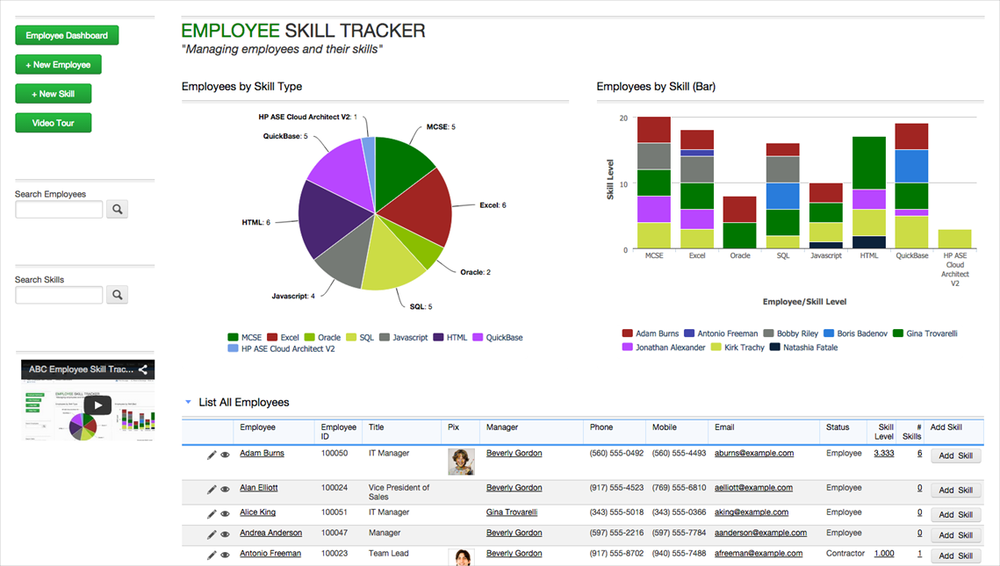 Employee Dashboard
+ New Employee
+ New Skill
Video Tour
Search Employees
Search Skills
ABC Employee Skill Trac...
EMPLOYEE SKILL TRACKER
"Managing employees and their skills"
Employees by Skill Type
HP ASE Cloud Architect V2: 1
MCSE: 5
QuickBase: 5
Excel: 6
HTML: 6
Oracle: 2
Javascript: 4
SQL: 5
MCSE Excel Oracle SQL Javascript HTML QuickBase
HP ASE Cloud Architect V2
Employees by Skill (Bar)
Skill Level
20
10
0
MCSE Excel Oracle SQL Javascript HTML QuickBase HP ASE
Cloud
Architect
V2
Employee/Skill Level
Adam Burns Antonio Freeman Bobby Riley Boris Badenov Gina Trovarelli
Jonathan Alexander Kirk Trachy Natashia Fatale
List All Employees
Employee Employee ID Title Pix Manager Phone Mobile Email Status Skill Level # Skills Add Skill
Adam Burns 100050 IT Manager Beverly Gordon (560) 555-0492 (560) 555-4493 aburns@example.com Employee 3.333 6 Add Skill
Alan Elliott 100024 Vice President of Sales Beverly Gordon (917) 555-4523 (769) 555-6810 aelliott@example.com Employee 0 Add Skill
Alice King 100051 IT Manager Gina Trovarelli (343) 555-5018 (343) 555-0366 aking@example.com Employee 0 Add Skill
Andrea Anderson 100047 Manager Beverly Gordon (597) 555-2216 (597) 555-7784 aanderson@example.com Employee 0 Add Skill
Antonio Freeman 100023 Team Lead Beverly Gordon (917) 555-8702 (940) 555-7488 afreeman@example.com Contractor 1.000 1 Add Skill